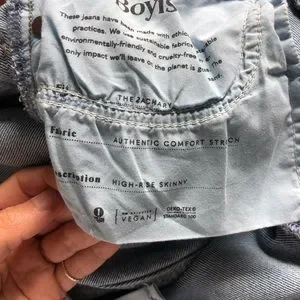 Boyis
These jeans have been made with ethic
practices. We use sustainable fabrics
environmentally-friendly and cruelty-free
only impact we'll leave on the planet is
THE ZACHARY
Fabric
AUTHENTIC COMFORT STR
HIGH-RISE SKINNY
VEGAN
OEKO-TEX®
STANDARD 100